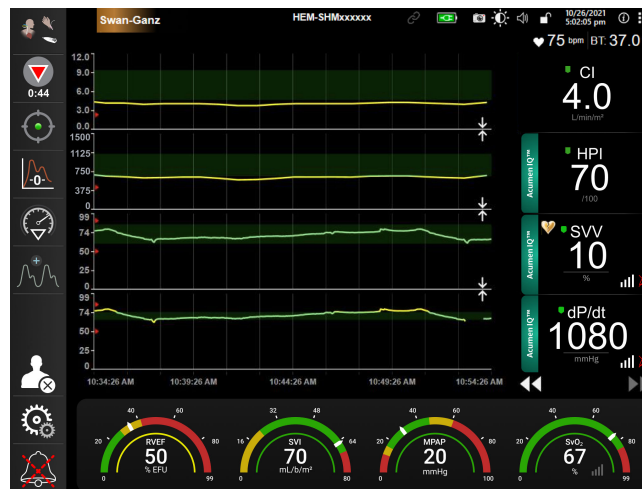 Swan-Ganz
HEM-SHMxxxxxx
10/26/2021
5:02:05 pm
75 bpm BT: 37.0
0:44
-0-
12.0
9.0
6.0
3.0
0.0
1500
1125
750
375
0
99
74
50
25
0
99
74
50
25
0
10:34:26 AM 10:39:26 AM 10:44:26 AM 10:49:26 AM 10:54:26 AM
CI
4.0
L/min/m²
Acumen IQ™
HPI
70
/100
Acumen IQ™
SVV
10
%
Acumen IQ™
dP/dt
1080
mmHg
0 20 40 60 80 99
RVEF
50
% EFU
0 16 32 48 64 80
SVI
70
mL/b/m²
0 20 40 60 80 100
MPAP
20
mmHg
0 20 40 60 80 99
SvO₂
67
%